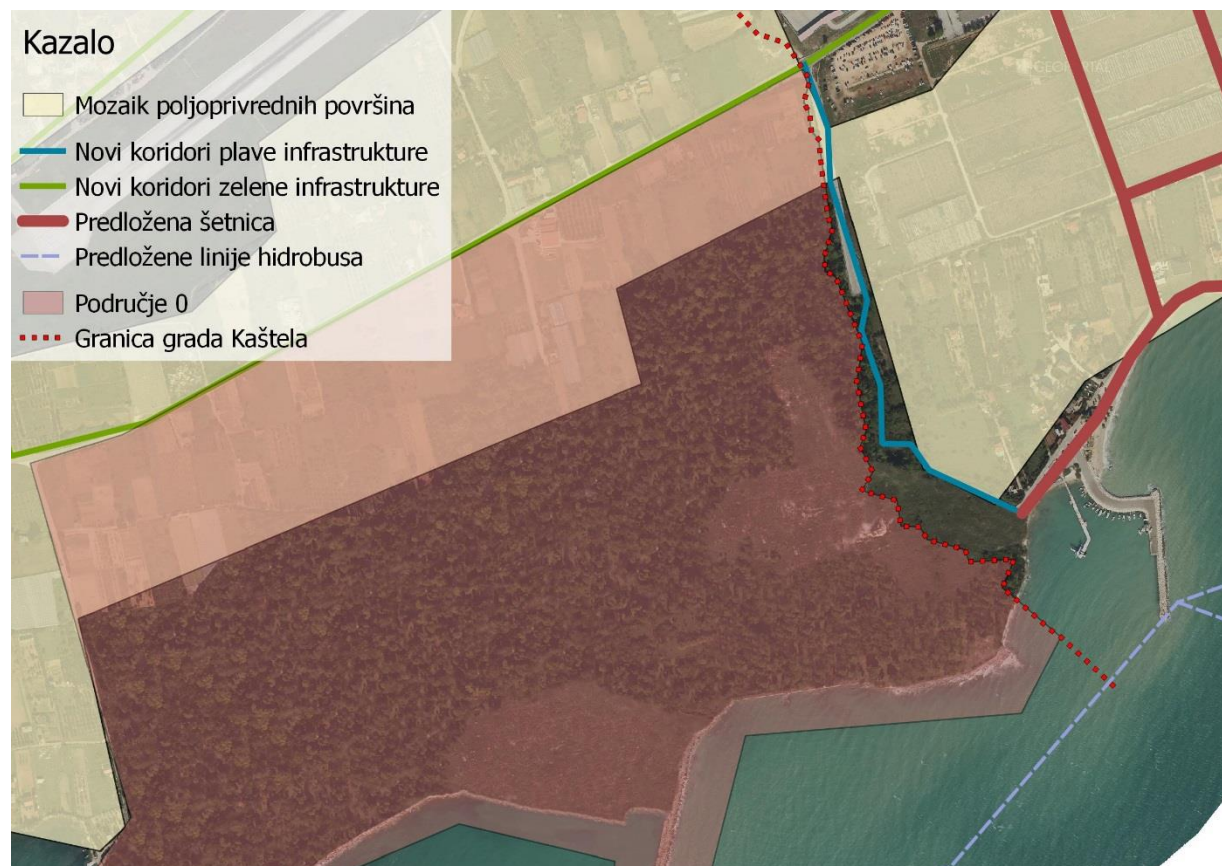 Kazalo
Mozaik poljoprivrednih površina
Novi koridori plave infrastrukture
Novi koridori zelene infrastrukture
Predložena šetnica
Predložene linije hidrobusa
Područje 0
Granica grada Kaštela